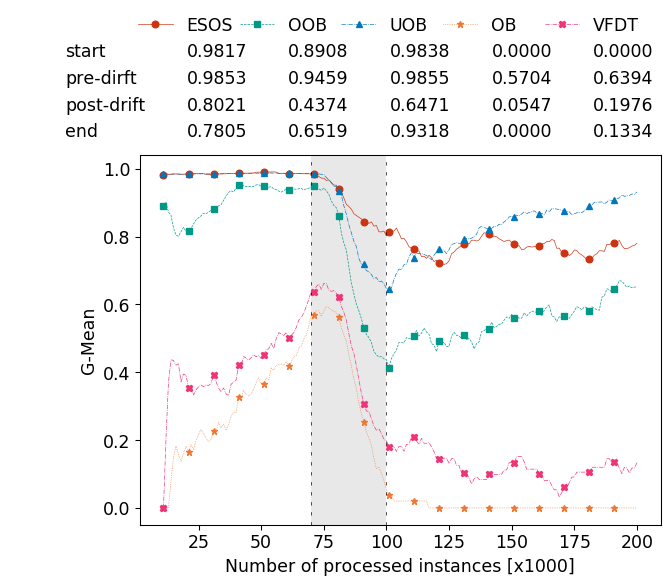 ESOS OOB UOB OB VFDT
start 0.9817 0.8908 0.9838 0.0000 0.0000
pre-dirft 0.9853 0.9459 0.9855 0.5704 0.6394
post-drift 0.8021 0.4374 0.6471 0.0547 0.1976
end 0.7805 0.6519 0.9318 0.0000 0.1334
1.0
0.8
0.6
0.4
0.2
0.0
G-Mean
25 50 75 100 125 150 175 200
Number of processed instances [x1000]